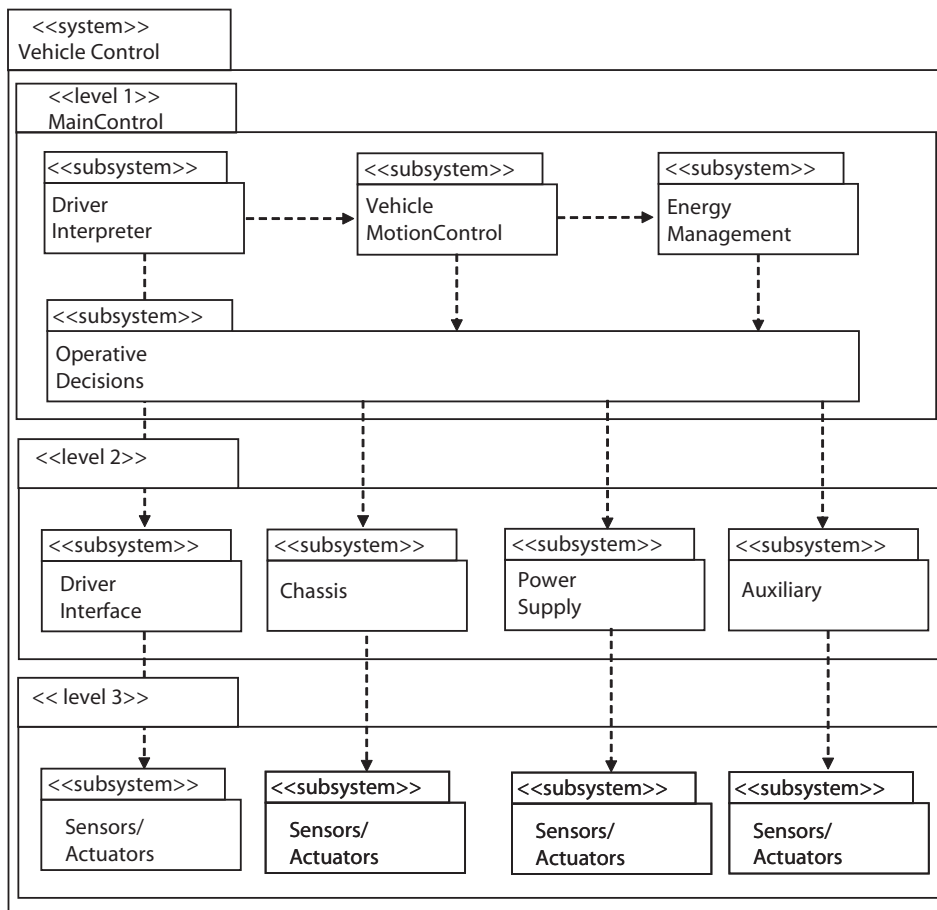 <<system>>
Vehicle Control
<<level 1>>
MainControl
<<subsystem>>
Driver
Interpreter
<<subsystem>>
Vehicle
MotionControl
<<subsystem>>
Energy
Management
<<subsystem>>
Operative
Decisions
<<level 2>>
<<subsystem>>
Driver
Interface
<<subsystem>>
Chassis
<<subsystem>>
Power
Supply
<<subsystem>>
Auxiliary
<< level 3>>
<<subsystem>>
Sensors/
Actuators
<<subsystem>>
Sensors/
Actuators
<<subsystem>>
Sensors/
Actuators
<<subsystem>>
Sensors/
Actuators